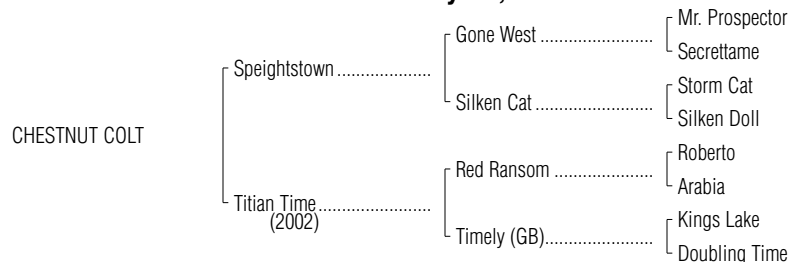 Mr. Prospector
Gone West
Secrettame
Speightstown
Storm Cat
Silken Cat
Silken Doll
CHESTNUT COLT
Roberto
Red Ransom
Arabia
Titian Time
(2002)
Kings Lake
Timely (GB)
Doubling Time